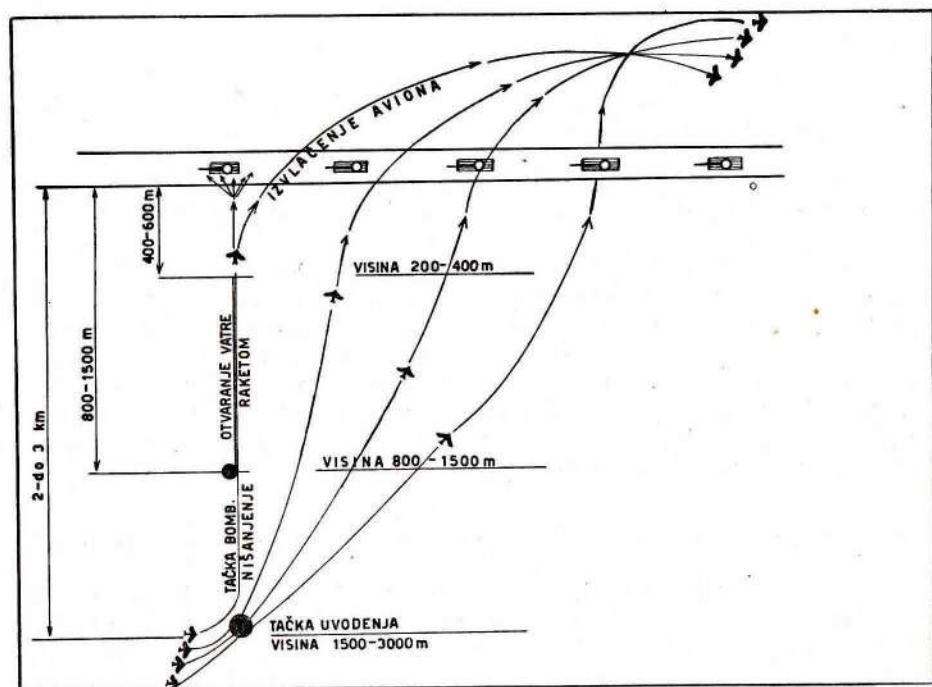 IZVLAČENJE AVIONA
400-600m
VISINA 200-400m
800-1500m
OTVARANJE VATRE
RAKETOM
2-do 3 km
VISINA 800-1500m
TAČKA BOMB.
NIŠANJENJE
TAČKA UVOĐENJA
VISINA 1500-3000m